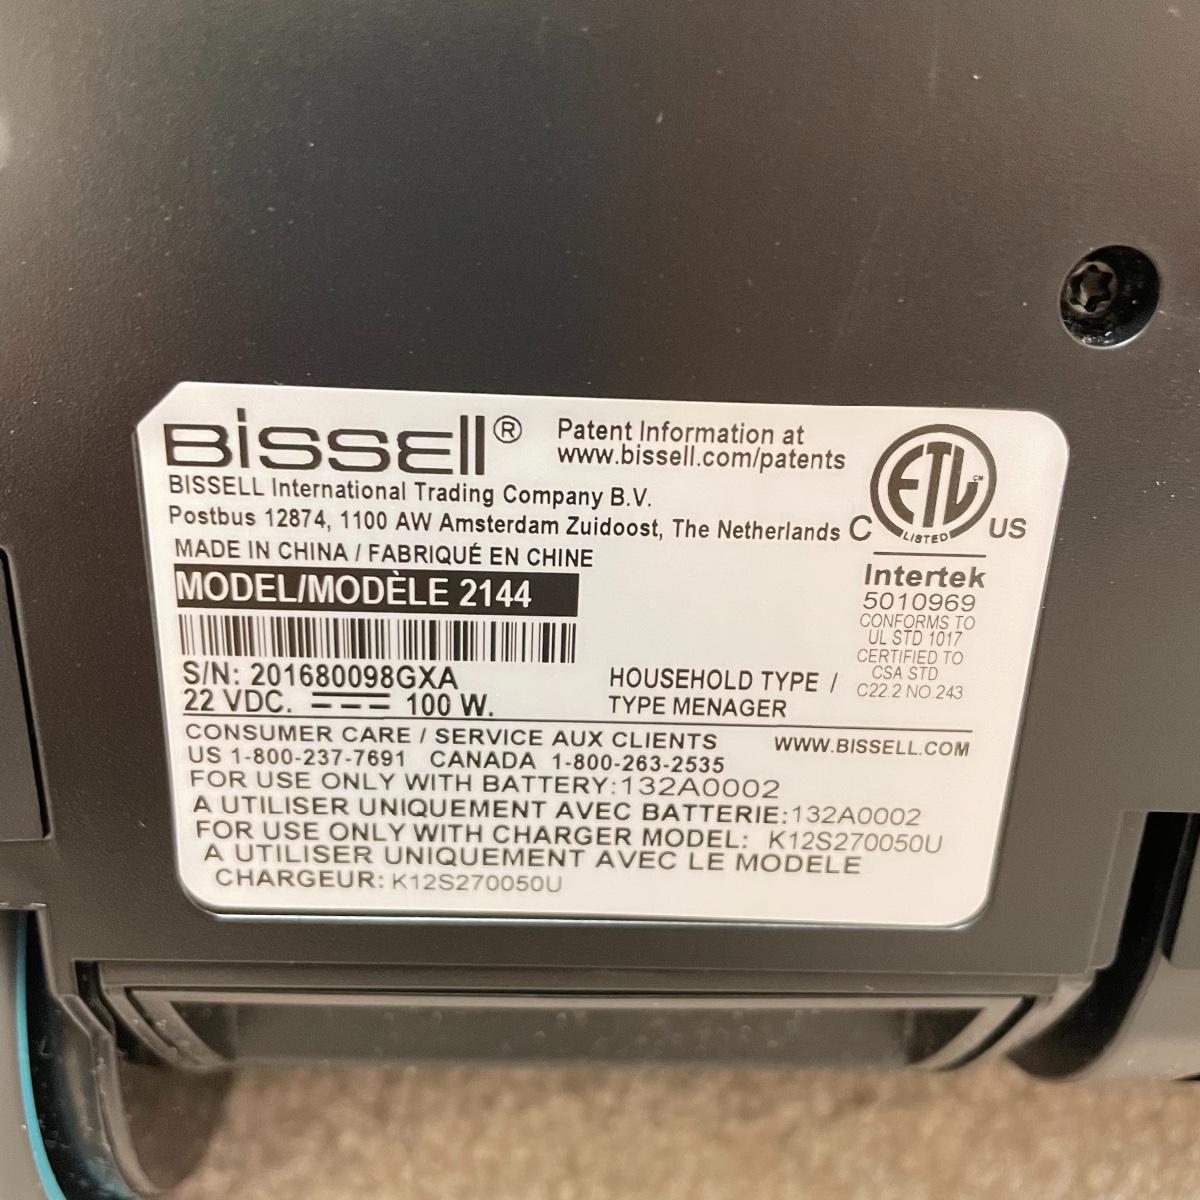 BISSELL®
Patent Information at
www.bissell.com/patents
BISSELL International Trading Company B.V.
Postbus 12874, 1100 AW Amsterdam Zuidoost, The Netherlands
MADE IN CHINA / FABRIQUÉ EN CHINE
MODEL/MODÈLE 2144
S/N: 201680098GXA
22 VDC. 100 W.
HOUSEHOLD TYPE /
TYPE MENAGER
ETL CM
LISTED
C US
Intertek
5010969
CONFORMS TO
UL STD 1017
CERTIFIED TO
CSA STD
C22.2 NO 243
CONSUMER CARE / SERVICE AUX CLIENTS
WWW.BISSELL.COM
US 1-800-237-7691 CANADA 1-800-263-2535
FOR USE ONLY WITH BATTERY:132A0002
A UTILISER UNIQUEMENT AVEC BATTERIE:132A0002
FOR USE ONLY WITH CHARGER MODEL: K12S270050U
A UTILISER UNIQUEMENT AVEC LE MODELE
CHARGEUR: K12S270050U